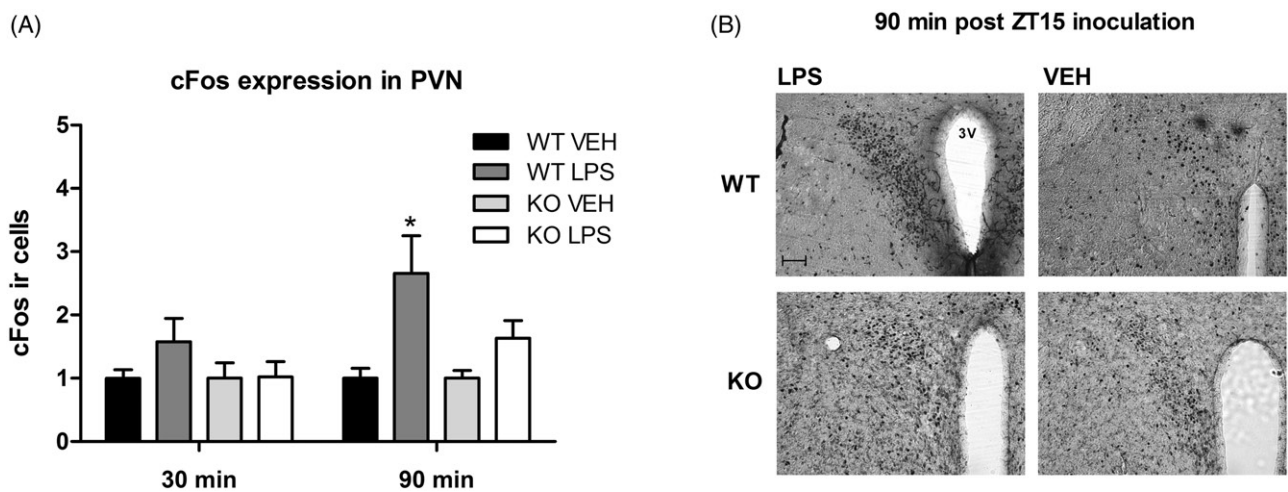 (A)
cFos expression in PVN
cFos ir cells
5
4
3
2
1
0
*
WT VEH
WT LPS
KO VEH
KO LPS
30 min
90 min
(B)
90 min post ZT15 inoculation
LPS
VEH
WT
3V
KO